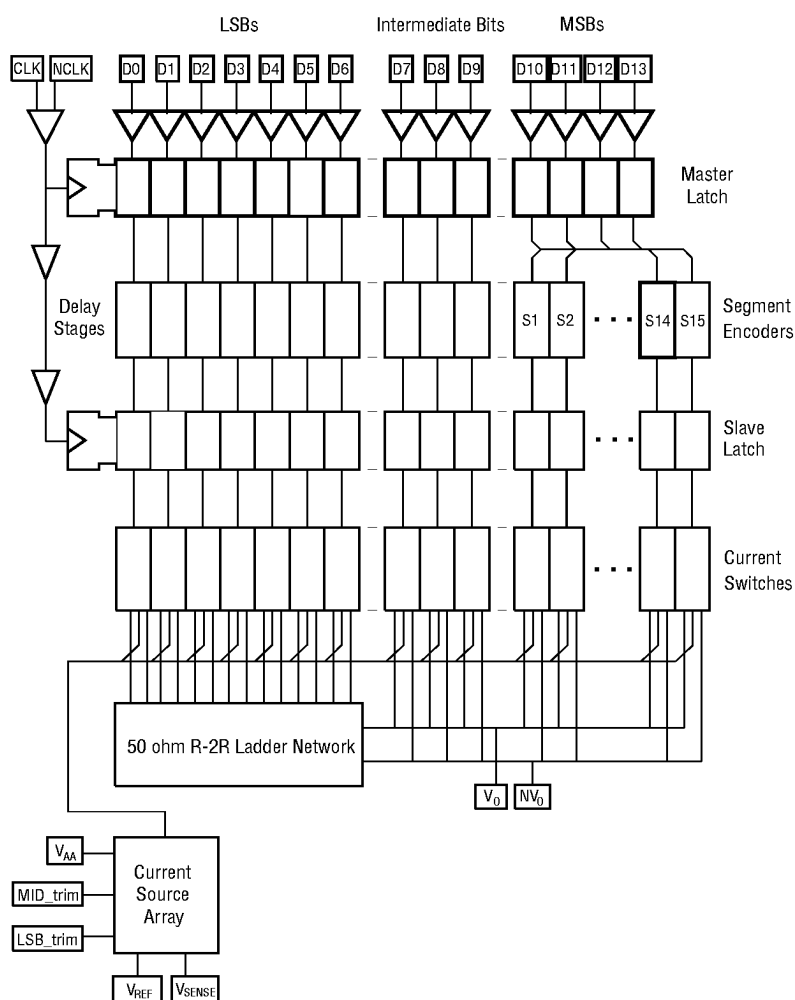 LSBs Intermediate Bits MSBs
CLK NCLK D0 D1 D2 D3 D4 D5 D6 D7 D8 D9 D10 D11 D12 D13
Master
Latch
Delay
Stages
S1 S2 S14 S15
Segment
Encoders
Slave
Latch
Current
Switches
50 ohm R-2R Ladder Network
VO NVO
VAA
MID_trim
LSB_trim
Current
Source
Array
VREF VSENSE